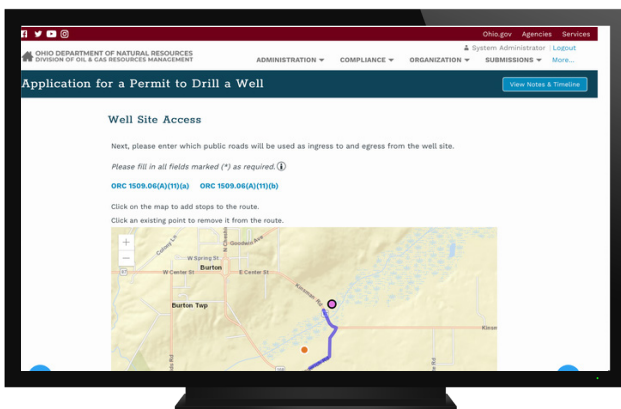 Ohio.gov Agencies Services
System Administrator Logout
OHIO DEPARTMENT OF NATURAL RESOURCES
DIVISION OF OIL & GAS RESOURCES MANAGEMENT
ADMINISTRATION COMPLIANCE ORGANIZATION SUBMISSIONS More...
Application for a Permit to Drill a Well
View Notes & Timeline
Well Site Access
Next, please enter which public roads will be used as ingress to and egress from the well site.
Please fill in all fields marked (*) as required.
ORC 1509.06(A)(11)(a) ORC 1509.06(A)(11)(b)
Click on the map to add stops to the route.
Click an existing point to remove it from the route.
Goodwin Ave
W Spring St
Burton
W Center St
E Center St
Kinsman Rd
Burton Twp